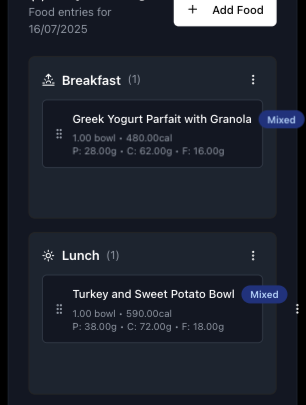 Food entries for
16/07/2025
+ Add Food
Breakfast (1)
Greek Yogurt Parfait with Granola Mixed
1.00 bowl • 480.00cal
P: 28.00g • C: 62.00g • F: 16.00g
Lunch (1)
Turkey and Sweet Potato Bowl Mixed
1.00 bowl • 590.00cal
P: 38.00g • C: 72.00g • F: 18.00g